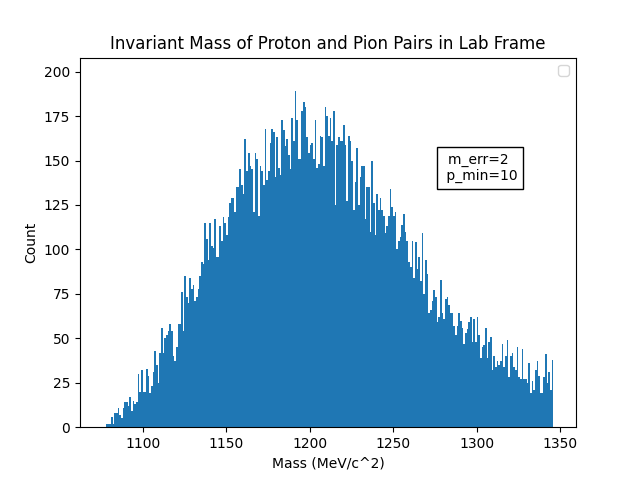 Invariant Mass of Proton and Pion Pairs in Lab Frame
200
175
150
125
100
75
50
25
0
Count
m_err=2
p_min=10
1100 1150 1200 1250 1300 1350
Mass (MeV/c^2)